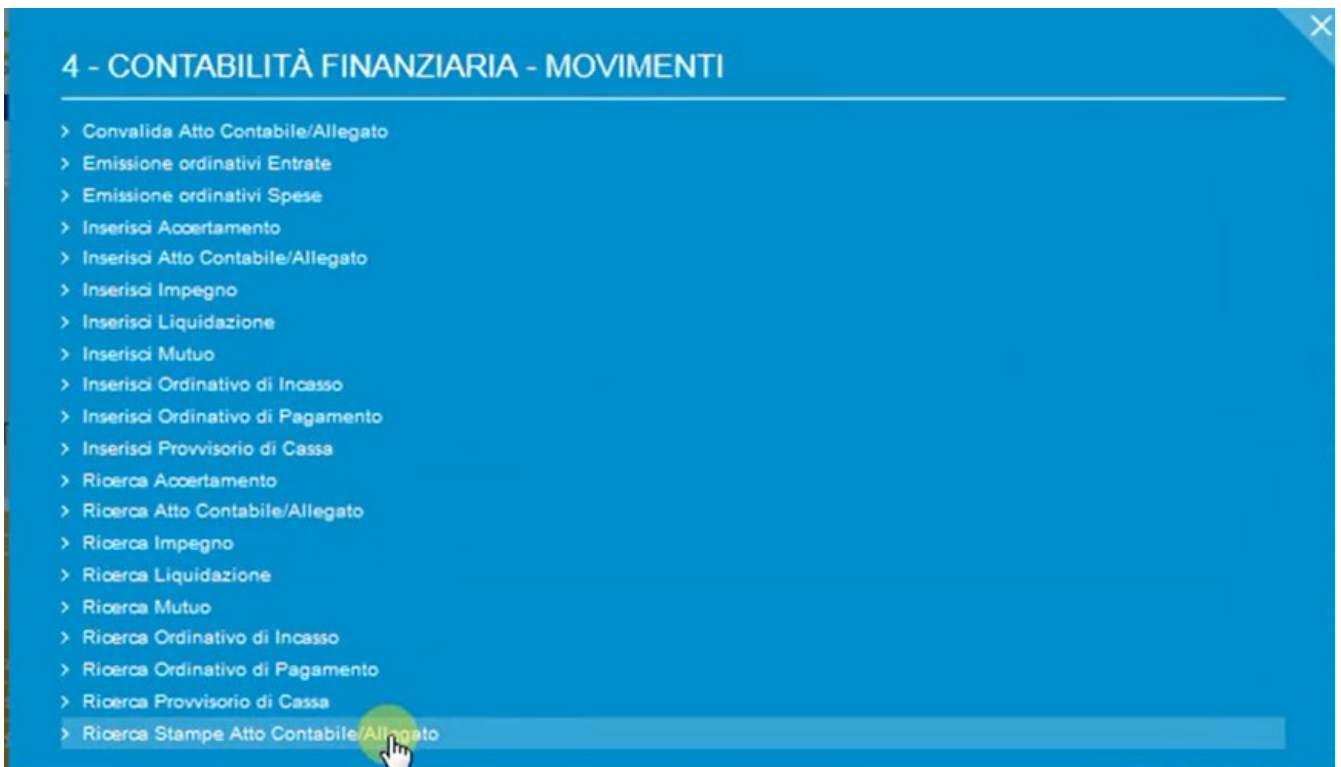 4 - CONTABILITÀ FINANZIARIA - MOVIMENTI
> Convalida Atto Contabile/Allegato
> Emissione ordinativi Entrate
> Emissione ordinativi Spese
> Inserisci Accertamento
> Inserisci Atto Contabile/Allegato
> Inserisci Impegno
> Inserisci Liquidazione
> Inserisci Mutuo
> Inserisci Ordinativo di Incasso
> Inserisci Ordinativo di Pagamento
> Inserisci Provvisorio di Cassa
> Ricerca Accertamento
> Ricerca Atto Contabile/Allegato
> Ricerca Impegno
> Ricerca Liquidazione
> Ricerca Mutuo
> Ricerca Ordinativo di Incasso
> Ricerca Ordinativo di Pagamento
> Ricerca Provvisorio di Cassa
> Ricerca Stampe Atto Contabile/Allegato